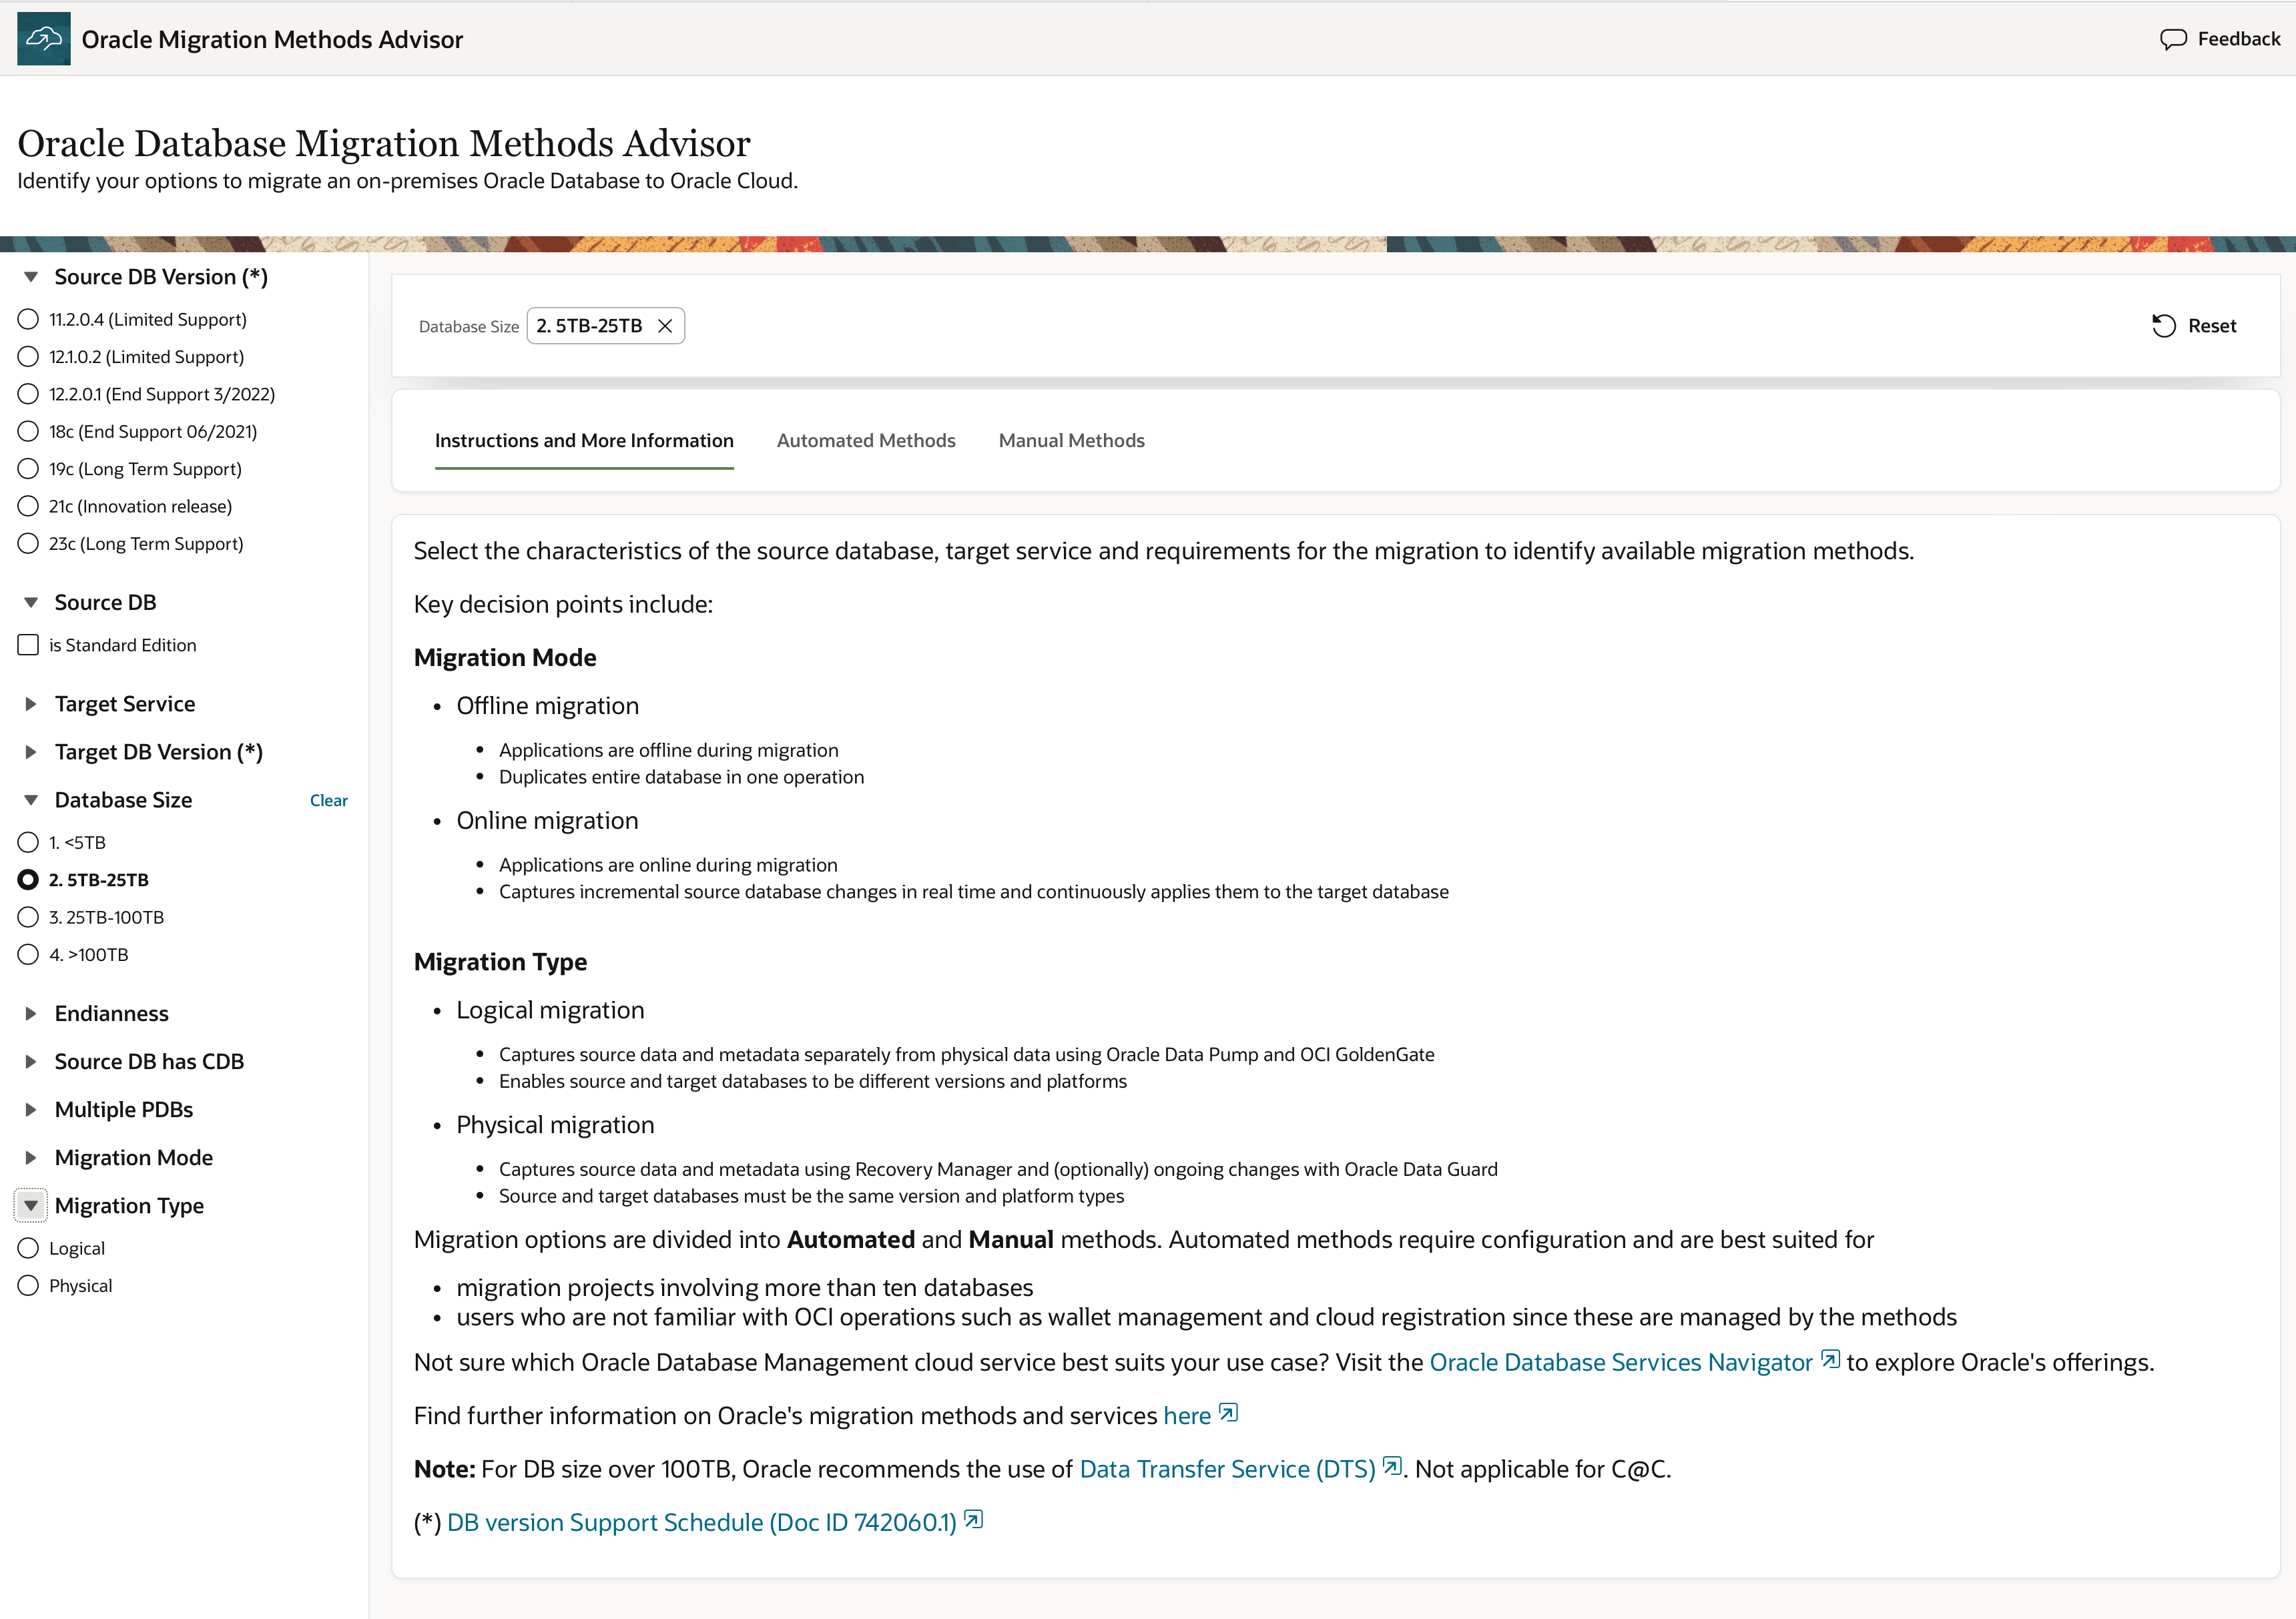 Oracle Migration Methods Advisor
Feedback
Oracle Database Migration Methods Advisor
Identify your options to migrate an on-premises Oracle Database to Oracle Cloud.
Source DB Version (*)
11.2.0.4 (Limited Support)
12.1.0.2 (Limited Support)
12.2.0.1 (End Support 3/2022)
18c (End Support 06/2021)
19c (Long Term Support)
21c (Innovation release)
23c (Long Term Support)
Source DB
is Standard Edition
Target Service
Target DB Version (*)
Database Size Clear
1. <5TB
2. 5TB-25TB
3. 25TB-100TB
4. >100TB
Endianness
Source DB has CDB
Multiple PDBs
Migration Mode
Migration Type
Logical
Physical
Database Size 2. 5TB-25TB
Reset
Instructions and More Information Automated Methods Manual Methods
Select the characteristics of the source database, target service and requirements for the migration to identify available migration methods.
Key decision points include:
Migration Mode
• Offline migration
• Applications are offline during migration
• Duplicates entire database in one operation
• Online migration
• Applications are online during migration
• Captures incremental source database changes in real time and continuously applies them to the target database
Migration Type
• Logical migration
• Captures source data and metadata separately from physical data using Oracle Data Pump and OCI GoldenGate
• Enables source and target databases to be different versions and platforms
• Physical migration
• Captures source data and metadata using Recovery Manager and (optionally) ongoing changes with Oracle Data Guard
• Source and target databases must be the same version and platform types
Migration options are divided into Automated and Manual methods. Automated methods require configuration and are best suited for
• migration projects involving more than ten databases
• users who are not familiar with OCI operations such as wallet management and cloud registration since these are managed by the methods
Not sure which Oracle Database Management cloud service best suits your use case? Visit the Oracle Database Services Navigator to explore Oracle's offerings.
Find further information on Oracle's migration methods and services here
Note: For DB size over 100TB, Oracle recommends the use of Data Transfer Service (DTS). Not applicable for C@C.
(*) DB version Support Schedule (Doc ID 742060.1)